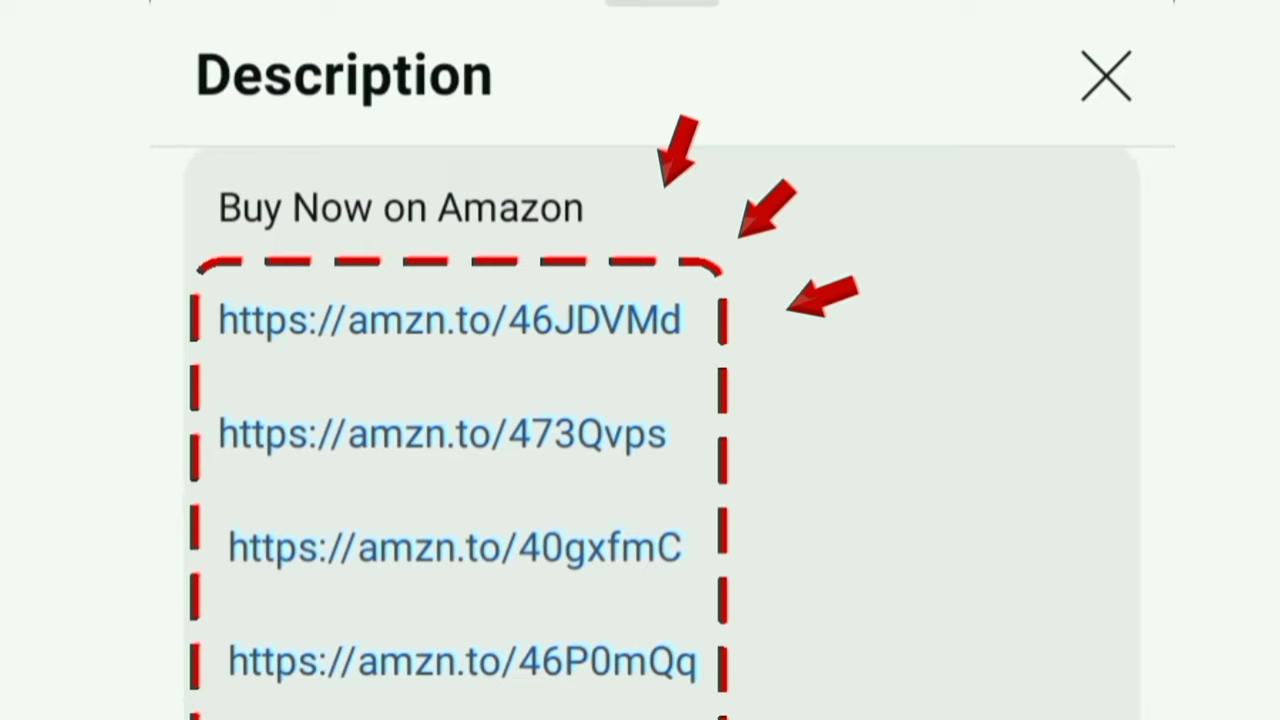 Description
Buy Now on Amazon
https://amzn.to/46JDVMd
https://amzn.to/473Qvps
https://amzn.to/40gxfmC
https://amzn.to/46P0mQq